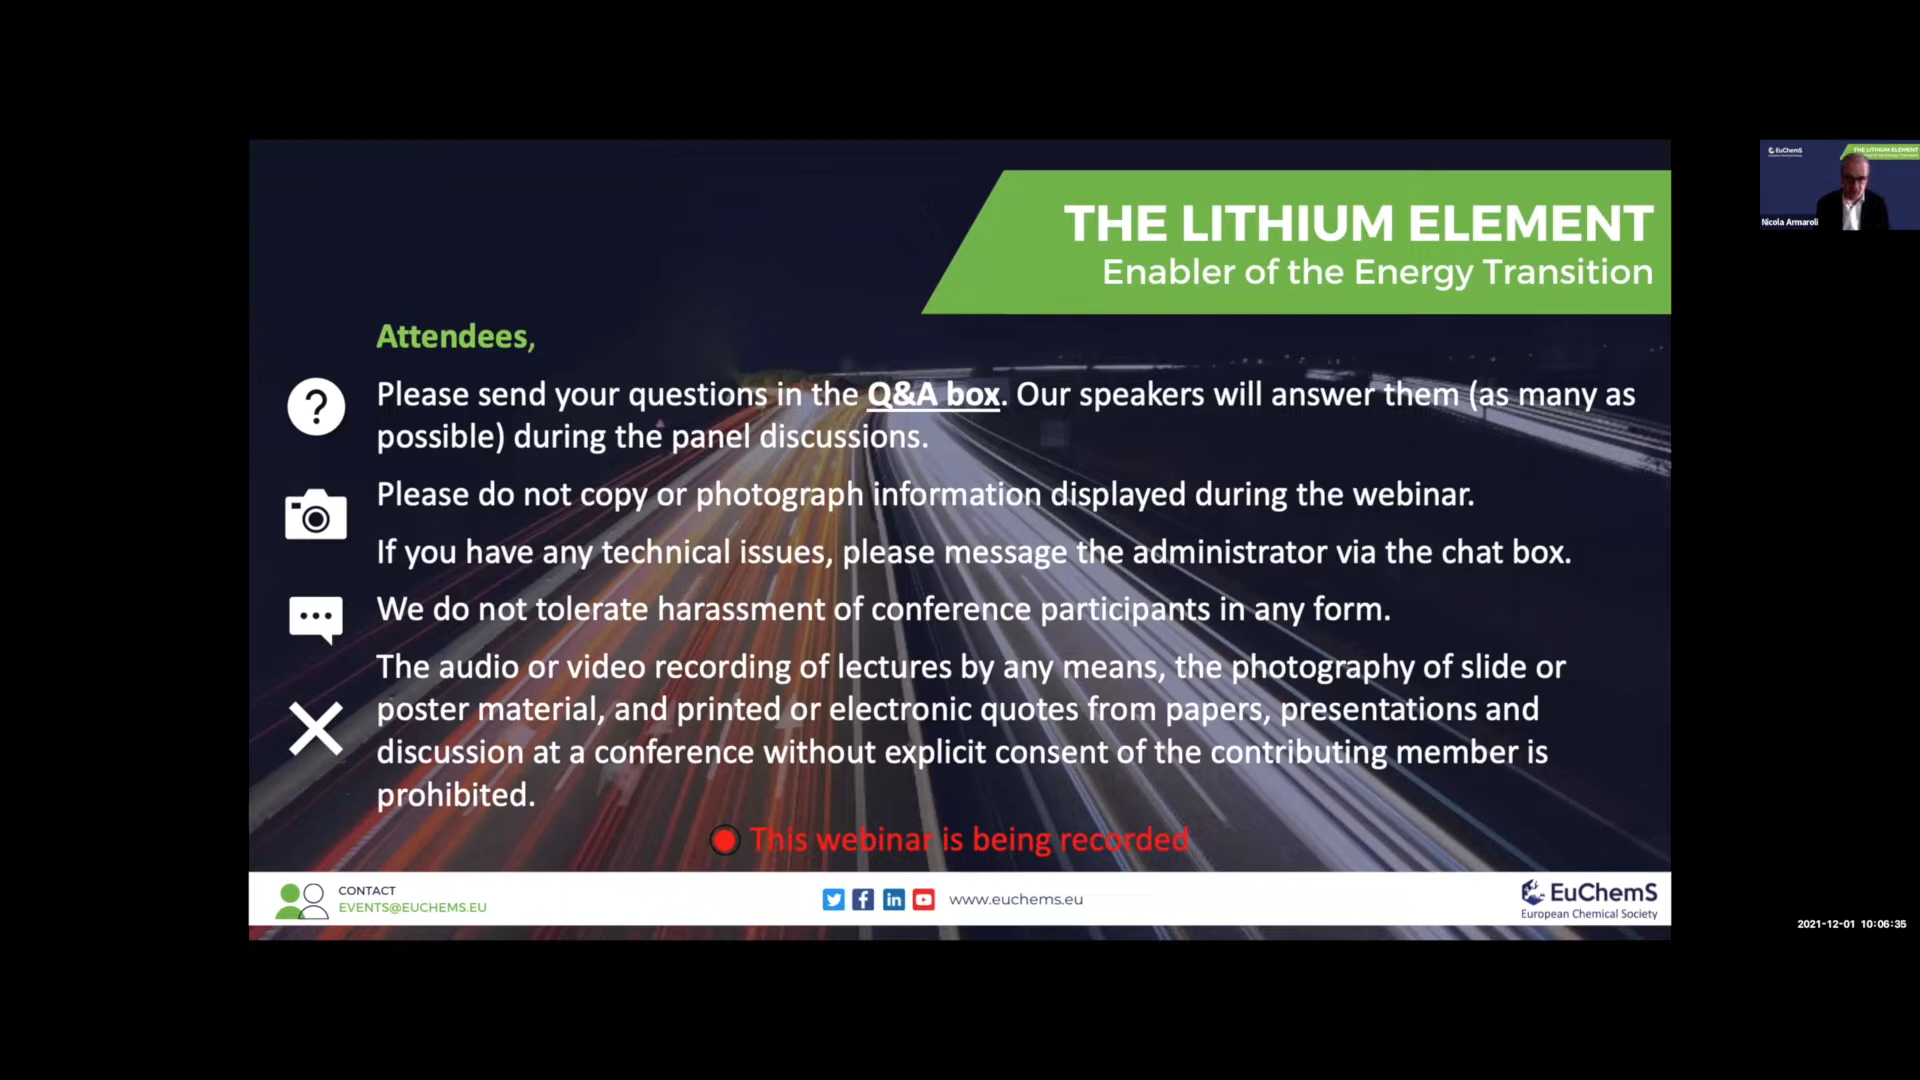 THE LITHIUM ELEMENT
Enabler of the Energy Transition
EuChemS
THE LITHIUM ELEMENT
Nicola Armaroli
Attendees,
Please send your questions in the Q&A box. Our speakers will answer them (as many as
possible) during the panel discussions.
Please do not copy or photograph information displayed during the webinar.
If you have any technical issues, please message the administrator via the chat box.
We do not tolerate harassment of conference participants in any form.
The audio or video recording of lectures by any means, the photography of slide or
poster material, and printed or electronic quotes from papers, presentations and
discussion at a conference without explicit consent of the contributing member is
prohibited.
This webinar is being recorded
CONTACT
EVENTS@EUCHEMS.EU
www.euchems.eu
EuChemS
European Chemical Society
2021-12-01 10:06:35